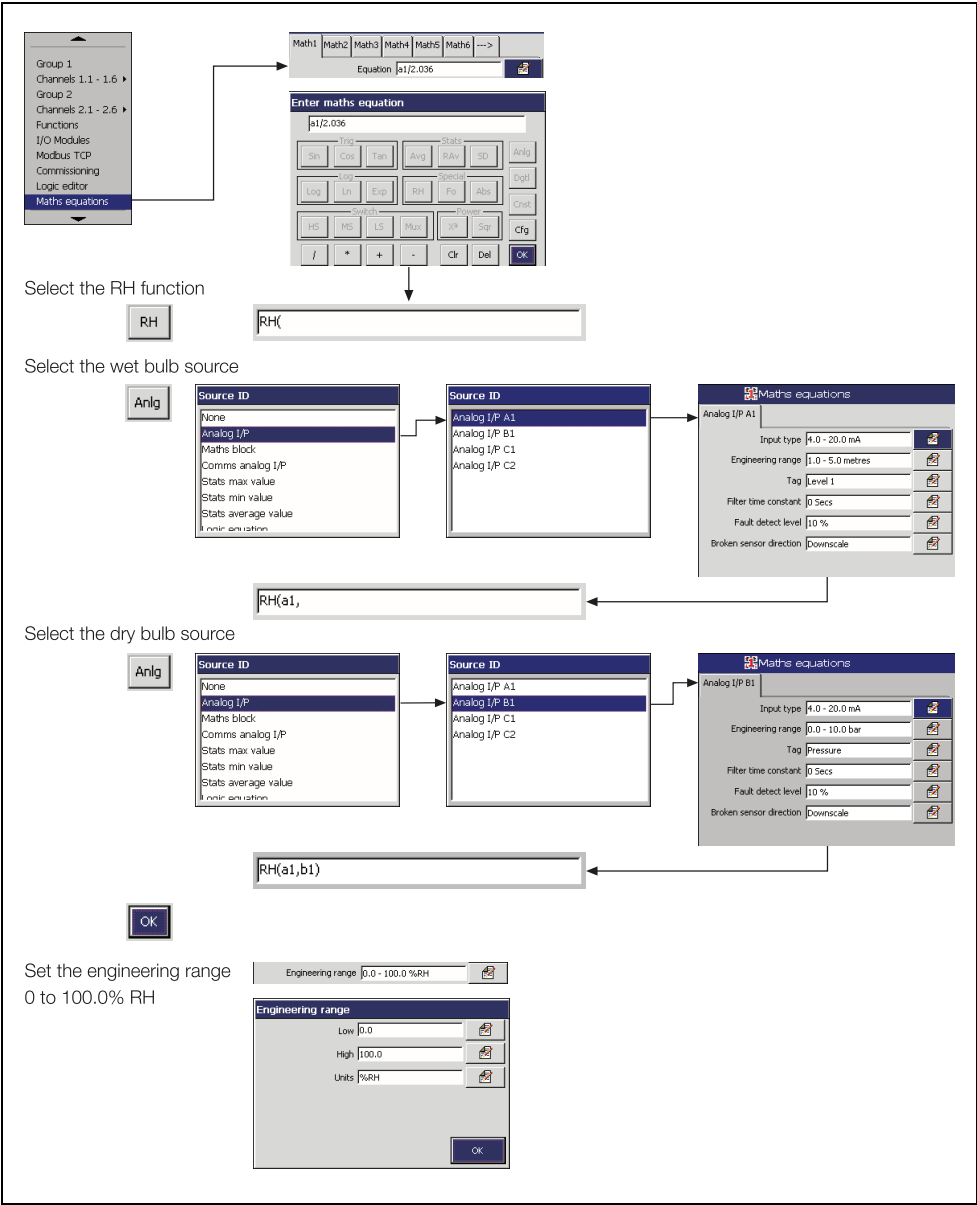 Group 1
Channels 1.1 - 1.6
Group 2
Channels 2.1 - 2.6
Functions
I/O Modules
Modbus TCP
Commissioning
Logic editor
Maths equations
Math1 Math2 Math3 Math4 Math5 Math6 --->
Equation a1/2.036
Enter maths equation
a1/2.036
Trig Stats
Sin Cos Tan Avg RAv SD Anlg
Log Special Dgtl
Log Ln Exp RH Fo Abs
Switch Power Cnst
HS MS LS Mux Sqr Cfg
/ * + - Clr Del OK
Select the RH function
RH
RH(
Select the wet bulb source
Anlg
Source ID
None
Analog I/P
Maths block
Comms analog I/P
Stats max value
Stats min value
Stats average value
Logic equation
Source ID
Analog I/P A1
Analog I/P B1
Analog I/P C1
Analog I/P C2
Maths equations
Analog I/P A1
Input type 4.0 - 20.0 mA
Engineering range 1.0 - 5.0 metres
Tag Level 1
Filter time constant 0 Secs
Fault detect level 10 %
Broken sensor direction Downscale
RH(a1,
Select the dry bulb source
Anlg
Source ID
None
Analog I/P
Maths block
Comms analog I/P
Stats max value
Stats min value
Stats average value
Logic equation
Source ID
Analog I/P A1
Analog I/P B1
Analog I/P C1
Analog I/P C2
Maths equations
Analog I/P B1
Input type 4.0 - 20.0 mA
Engineering range 0.0 - 10.0 bar
Tag Pressure
Filter time constant 0 Secs
Fault detect level 10 %
Broken sensor direction Downscale
RH(a1,b1)
OK
Set the engineering range
0 to 100.0% RH
Engineering range 0.0 - 100.0 %RH
Engineering range
Low 0.0
High 100.0
Units %RH
OK